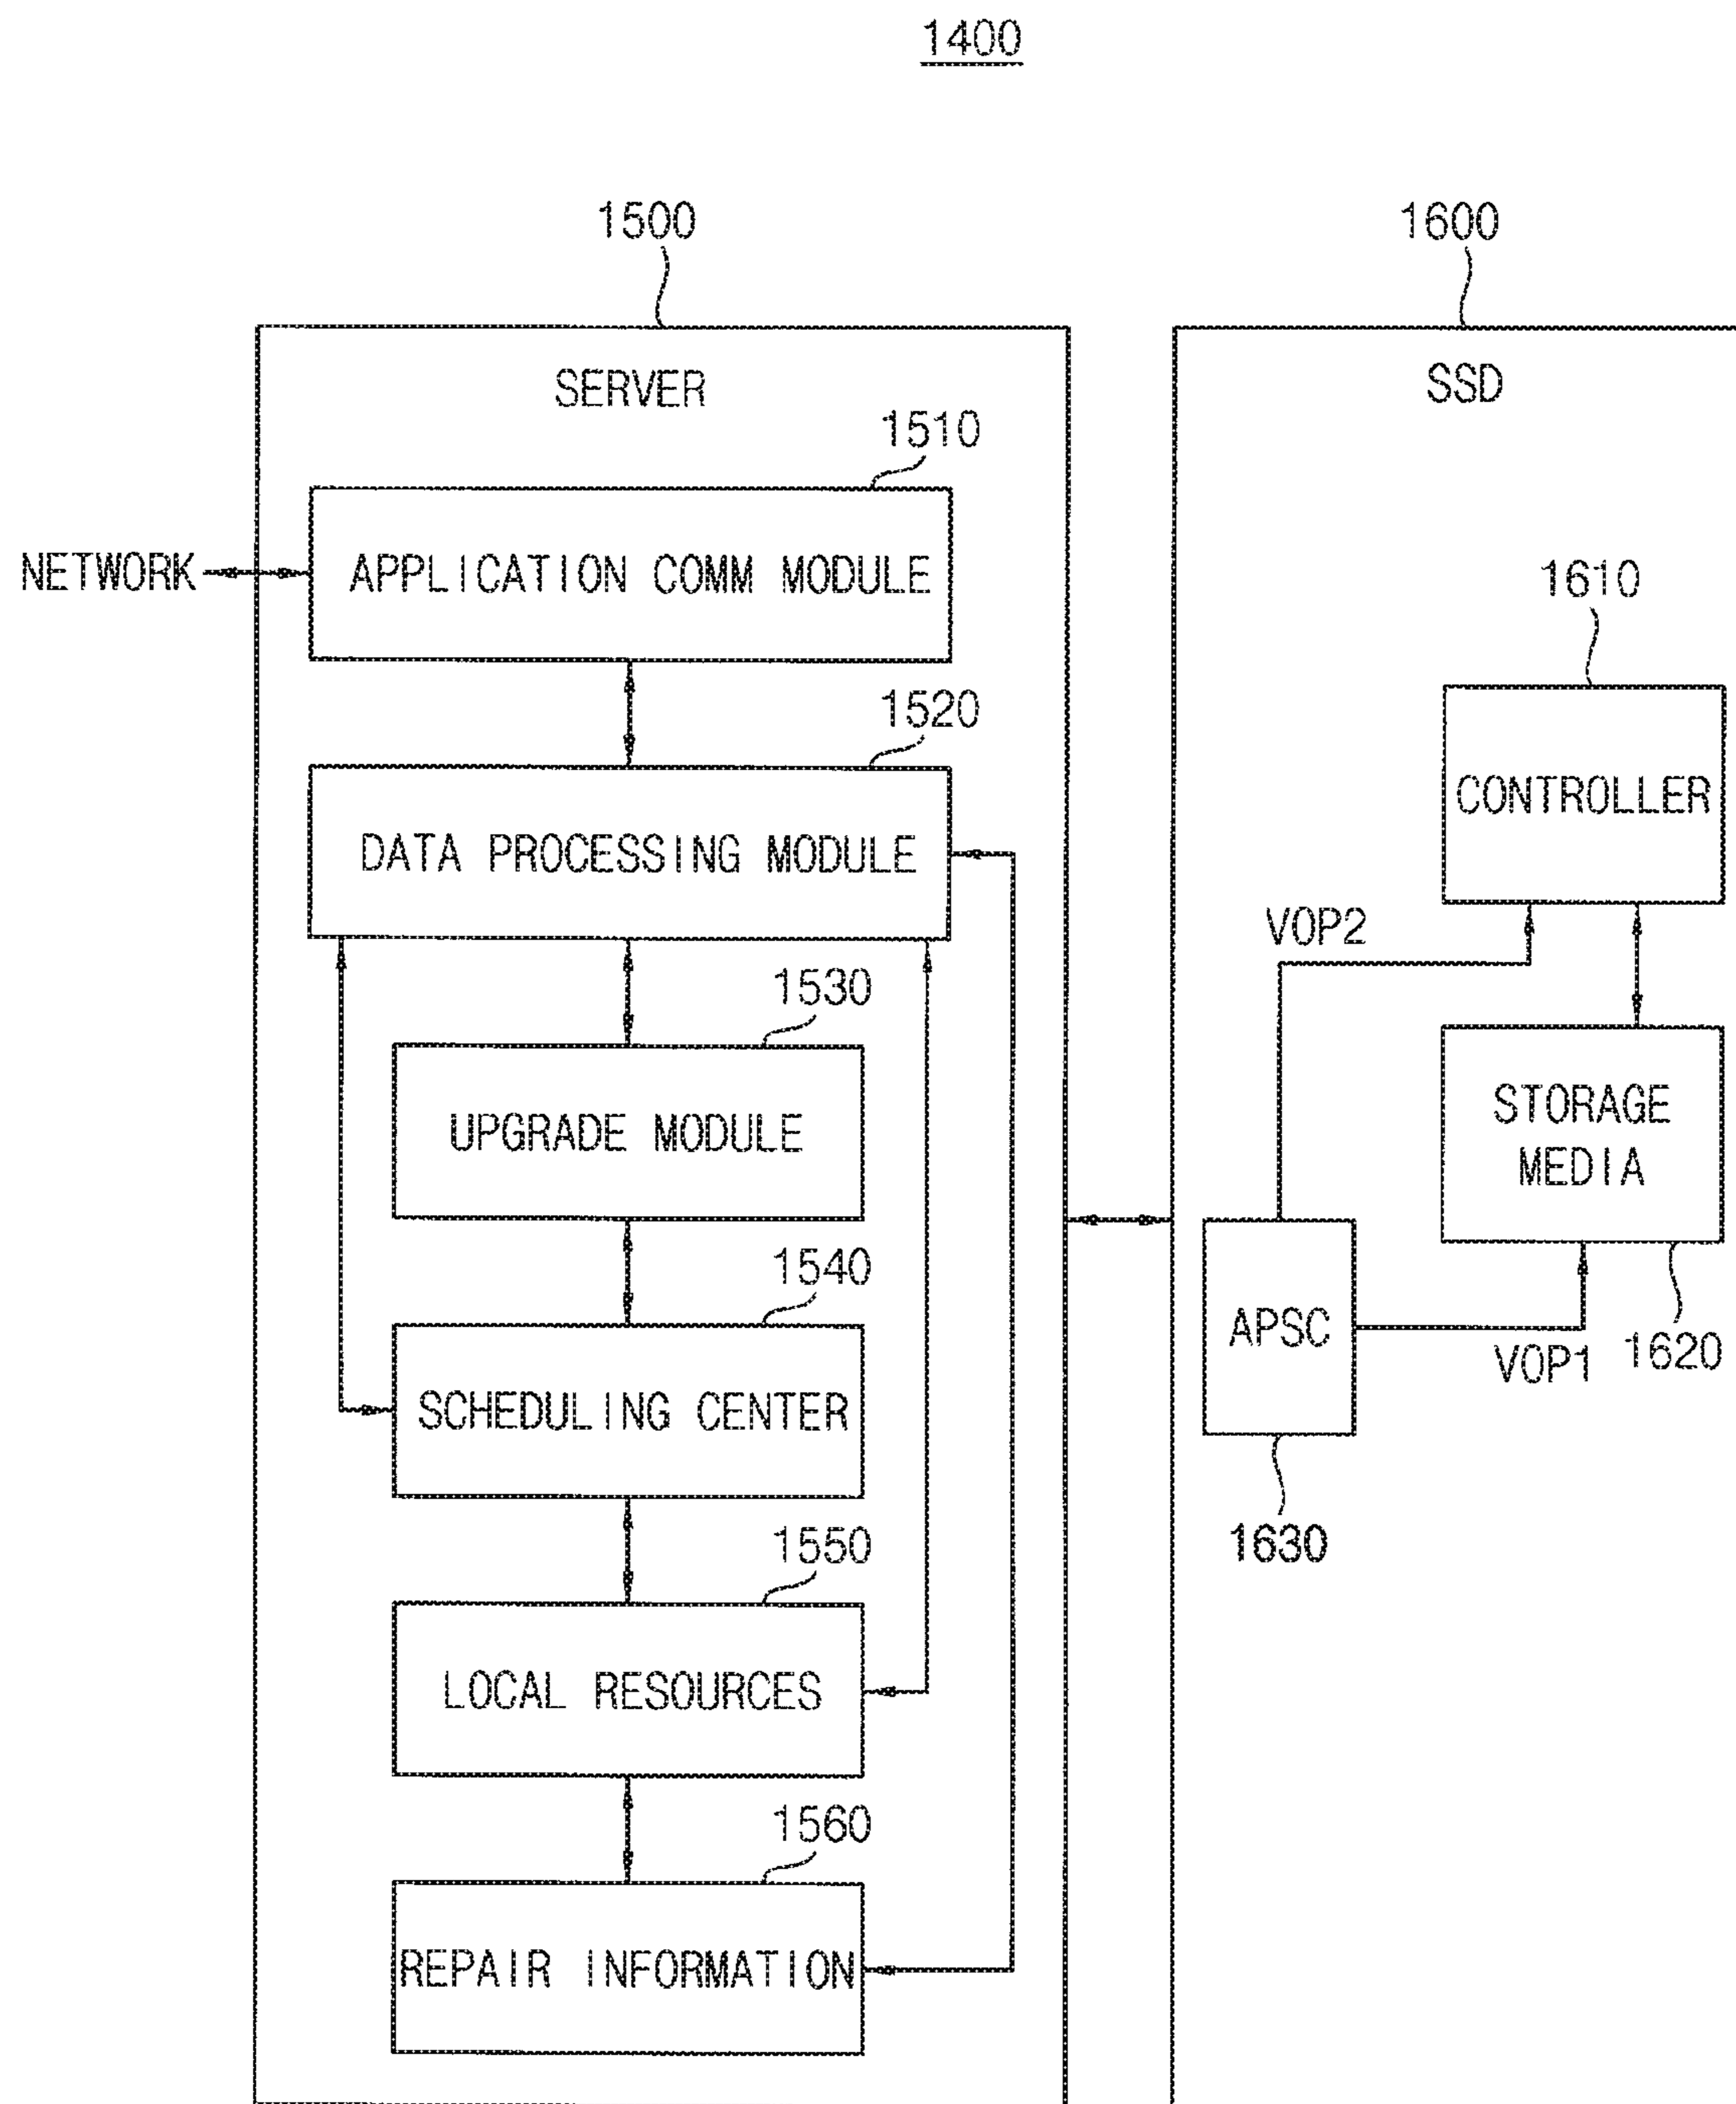 1400
1500
1600
SERVER
SSD
1510
NETWORK
APPLICATION COMM MODULE
1610
1520
CONTROLLER
DATA PROCESSING MODULE
VOP2
1530
UPGRADE MODULE
STORAGE
MEDIA
1540
APSC
VOP1
1620
SCHEDULING CENTER
1630
1550
LOCAL RESOURCES
1560
REPAIR INFORMATION